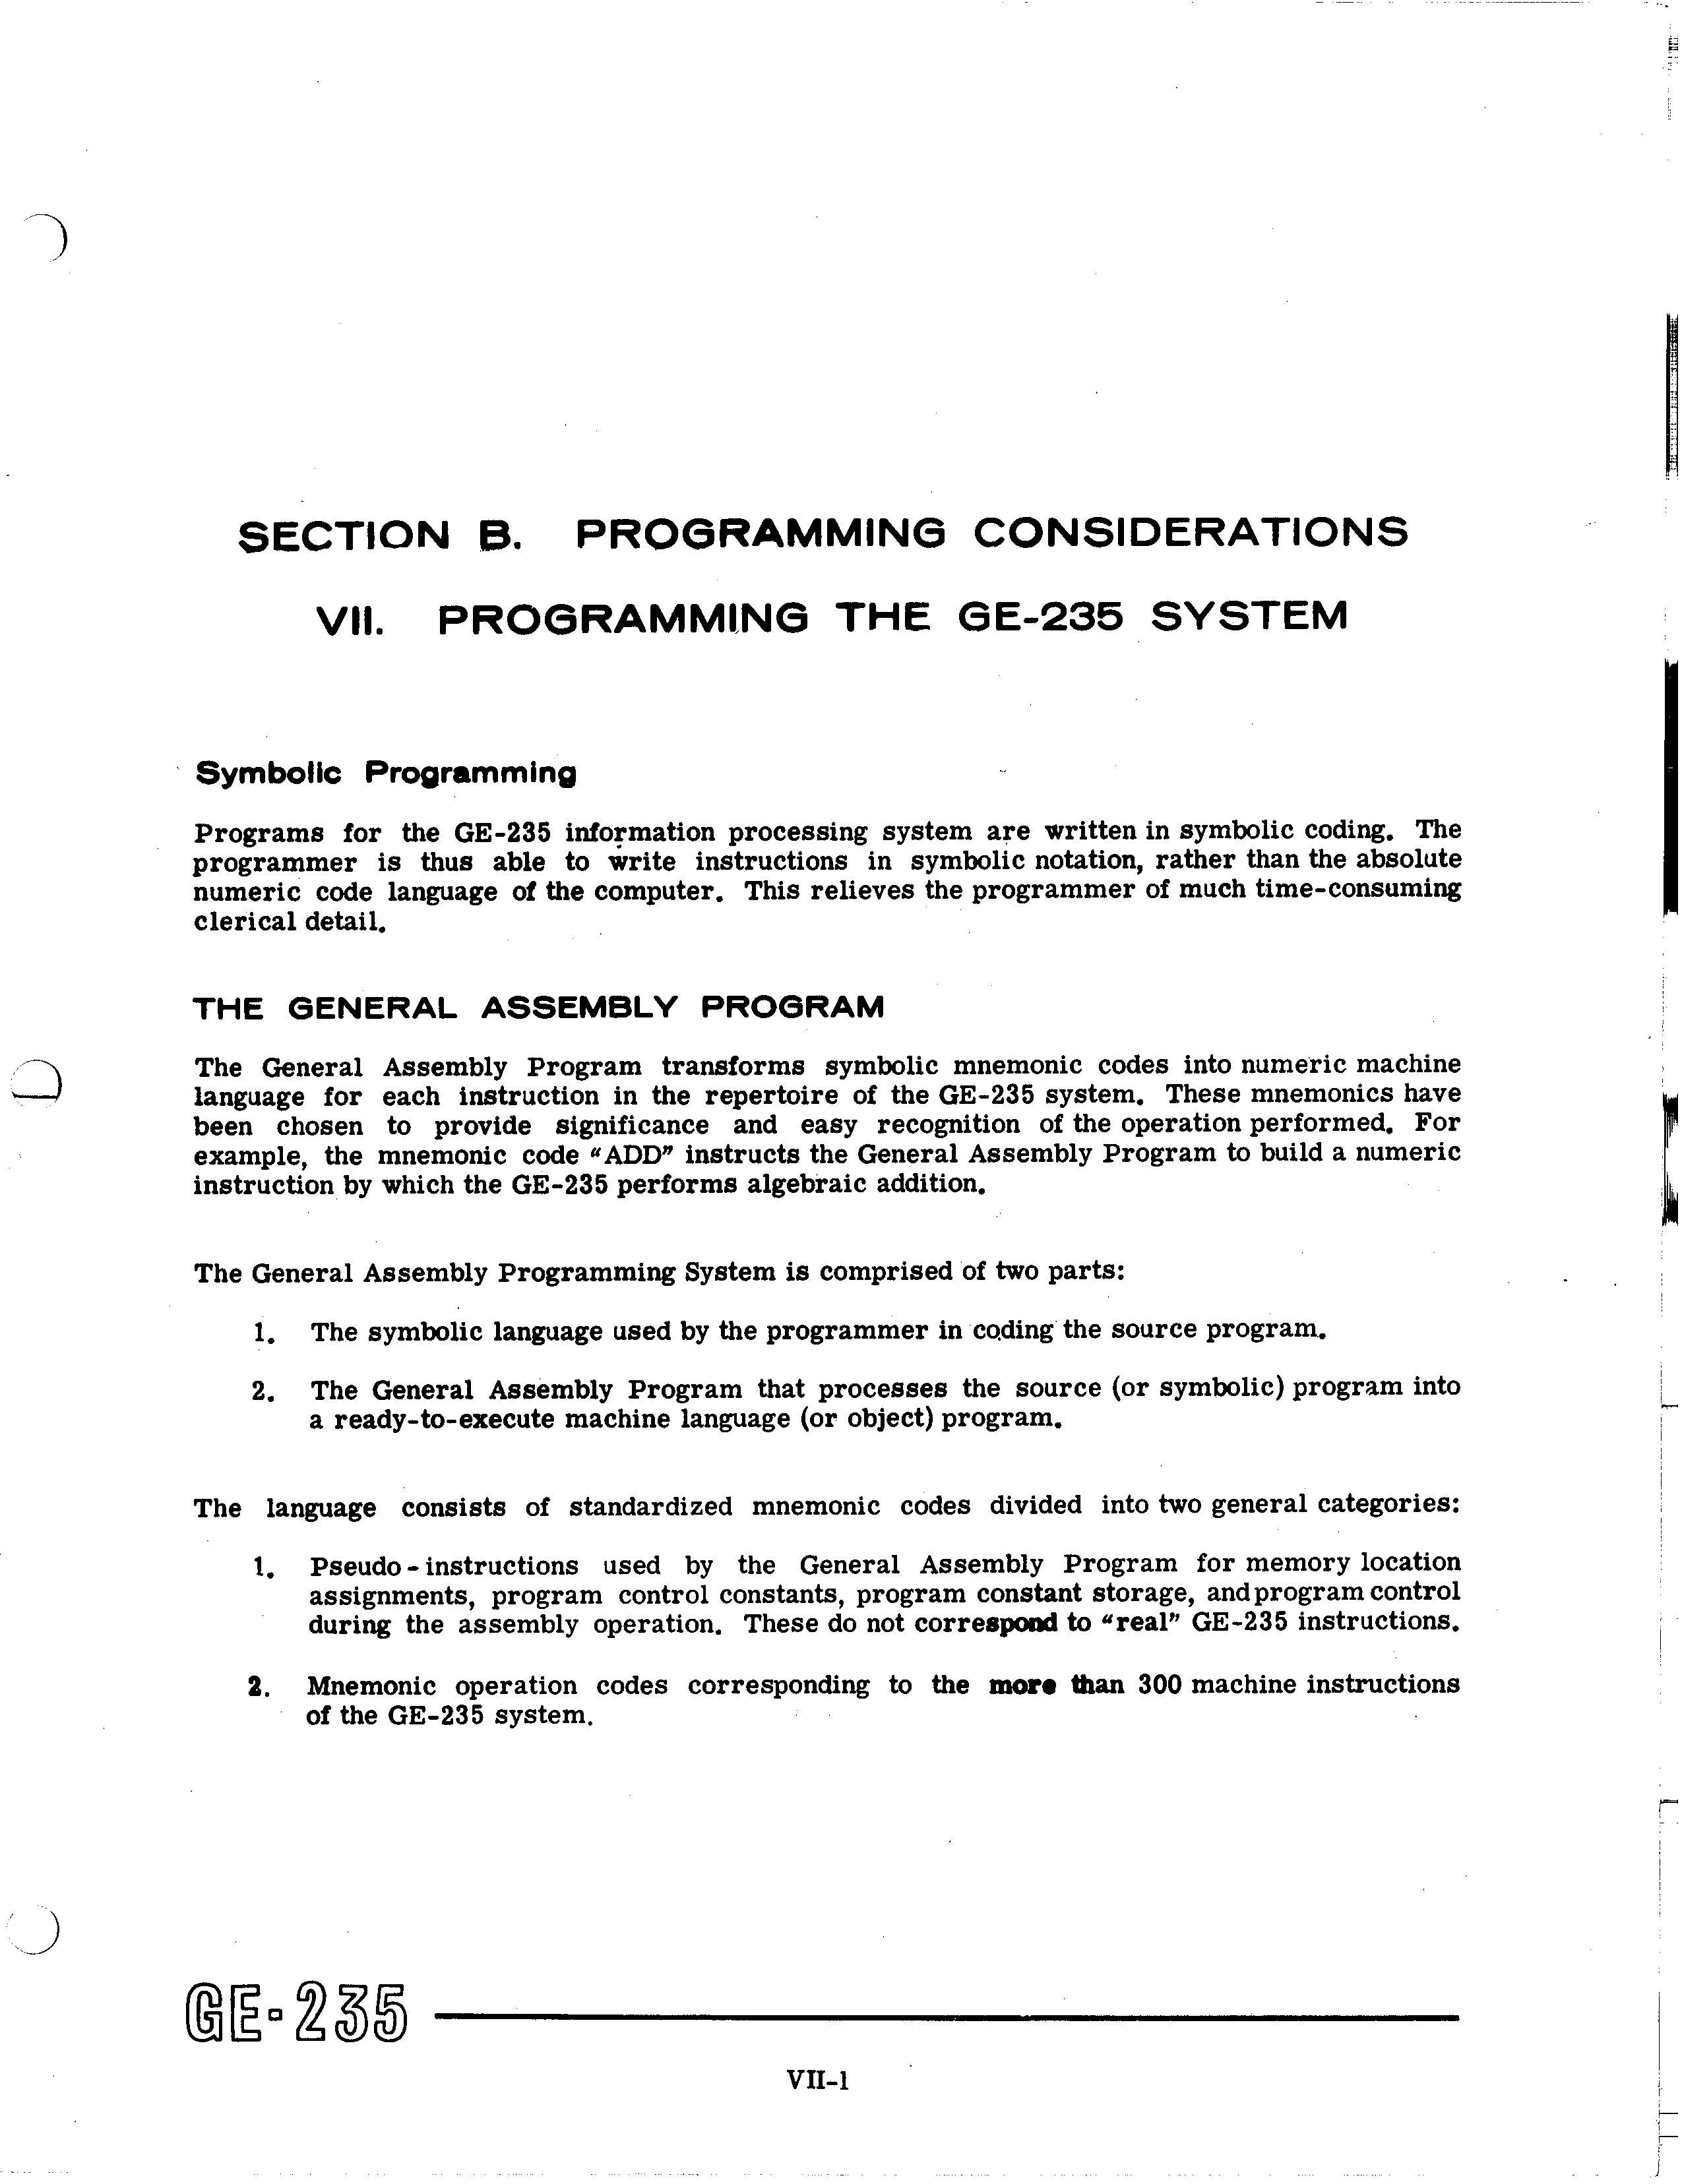 SECTION B. PROGRAMMING CONSIDERATIONS
VII. PROGRAMMING THE GE-235 SYSTEM
Symbolic Programming
Programs for the GE-235 information processing system are written in symbolic coding. The
programmer is thus able to write instructions in symbolic notation, rather than the absolute
numeric code language of the computer. This relieves the programmer of much time-consuming
clerical detail.
THE GENERAL ASSEMBLY PROGRAM
The General Assembly Program transforms symbolic mnemonic codes into numeric machine
language for each instruction in the repertoire of the GE-235 system. These mnemonics have
been chosen to provide significance and easy recognition of the operation performed. For
example, the mnemonic code “ADD” instructs the General Assembly Program to build a numeric
instruction by which the GE-235 performs algebraic addition.
The General Assembly Programming System is comprised of two parts:
1. The symbolic language used by the programmer in coding the source program.
2. The General Assembly Program that processes the source (or symbolic) program into
a ready-to-execute machine language (or object) program.
The language consists of standardized mnemonic codes divided into two general categories:
1. Pseudo-instructions used by the General Assembly Program for memory location
assignments, program control constants, program constant storage, and program control
during the assembly operation. These do not correspond to “real” GE-235 instructions.
2. Mnemonic operation codes corresponding to the more than 300 machine instructions
of the GE-235 system.
GE-235
VII-1